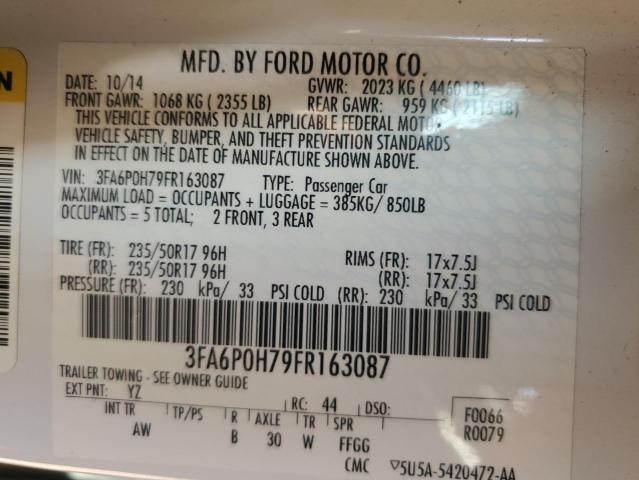 N
MFD. BY FORD MOTOR CO.
DATE: 10/14 GVWR: 2023 KG ( 4460 LB)
FRONT GAWR: 1068 KG ( 2355 LB) REAR GAWR: 959 KG ( 2115 LB)
THIS VEHICLE CONFORMS TO ALL APPLICABLE FEDERAL MOTOR
VEHICLE SAFETY, BUMPER, AND THEFT PREVENTION STANDARDS
IN EFFECT ON THE DATE OF MANUFACTURE SHOWN ABOVE.
VIN: 3FA6P0H79FR163087 TYPE: Passenger Car
MAXIMUM LOAD = OCCUPANTS + LUGGAGE = 385KG/ 850LB
OCCUPANTS = 5 TOTAL; 2 FRONT, 3 REAR
TIRE (FR): 235/50R17 96H RIMS (FR): 17x7.5J
(RR): 235/50R17 96H (RR): 17x7.5J
PRESSURE (FR): 230 kPa/ 33 PSI COLD (RR): 230 kPa/ 33 PSI COLD
3FA6P0H79FR163087
TRAILER TOWING - SEE OWNER GUIDE
EXT PNT: YZ RC: 44 DSO: F0066
INT TR TP/PS R AXLE TR SPR R0079
AW B 30 W FFGG
CMC ▽5U5A-5420472-AA